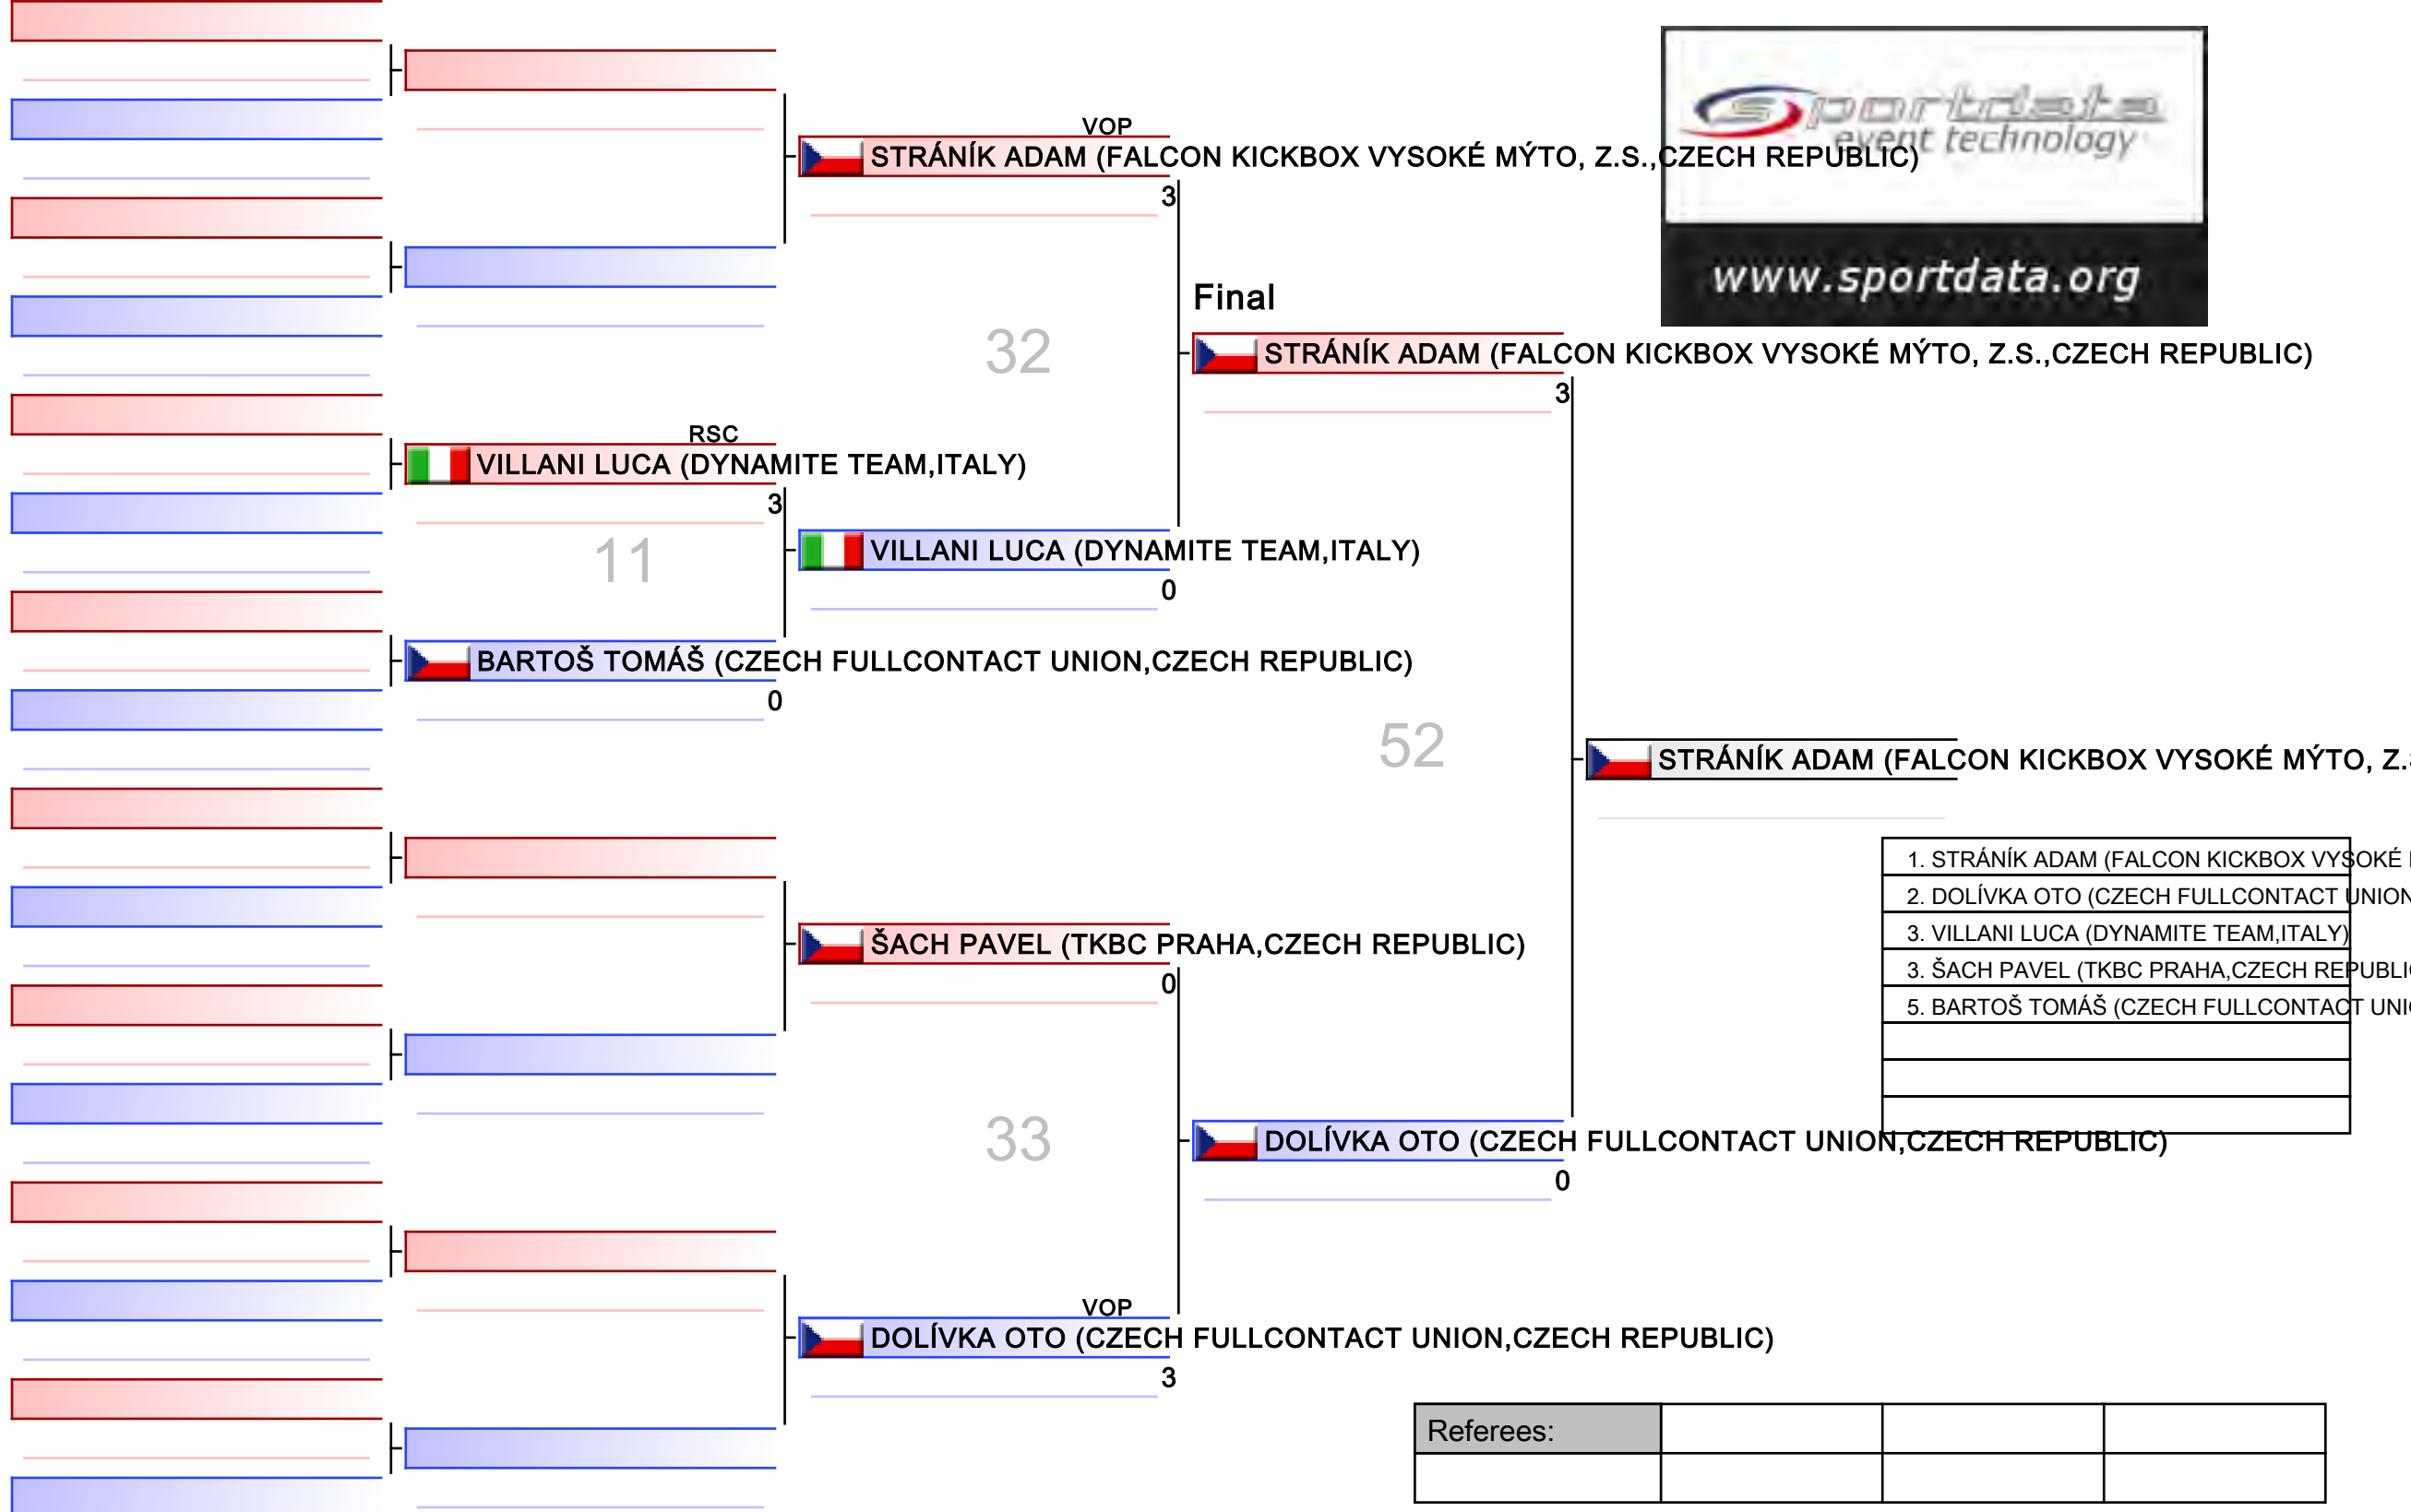 sportdata
event technology
www.sportdata.org
VOP
STRÁNÍK ADAM (FALCON KICKBOX VYSOKÉ MÝTO, Z.S.,CZECH REPUBLIC)
3
Final
32
STRÁNÍK ADAM (FALCON KICKBOX VYSOKÉ MÝTO, Z.S.,CZECH REPUBLIC)
3
RSC
VILLANI LUCA (DYNAMITE TEAM,ITALY)
3
11
VILLANI LUCA (DYNAMITE TEAM,ITALY)
0
BARTOŠ TOMÁŠ (CZECH FULLCONTACT UNION,CZECH REPUBLIC)
0
52
STRÁNÍK ADAM (FALCON KICKBOX VYSOKÉ MÝTO, Z.
1. STRÁNÍK ADAM (FALCON KICKBOX VYSOKÉ
2. DOLÍVKA OTO (CZECH FULLCONTACT UNION
3. VILLANI LUCA (DYNAMITE TEAM,ITALY)
3. ŠACH PAVEL (TKBC PRAHA,CZECH REPUBLI
5. BARTOŠ TOMÁŠ (CZECH FULLCONTACT UNI
ŠACH PAVEL (TKBC PRAHA,CZECH REPUBLIC)
0
33
DOLÍVKA OTO (CZECH FULLCONTACT UNION,CZECH REPUBLIC)
0
VOP
DOLÍVKA OTO (CZECH FULLCONTACT UNION,CZECH REPUBLIC)
3
Referees: